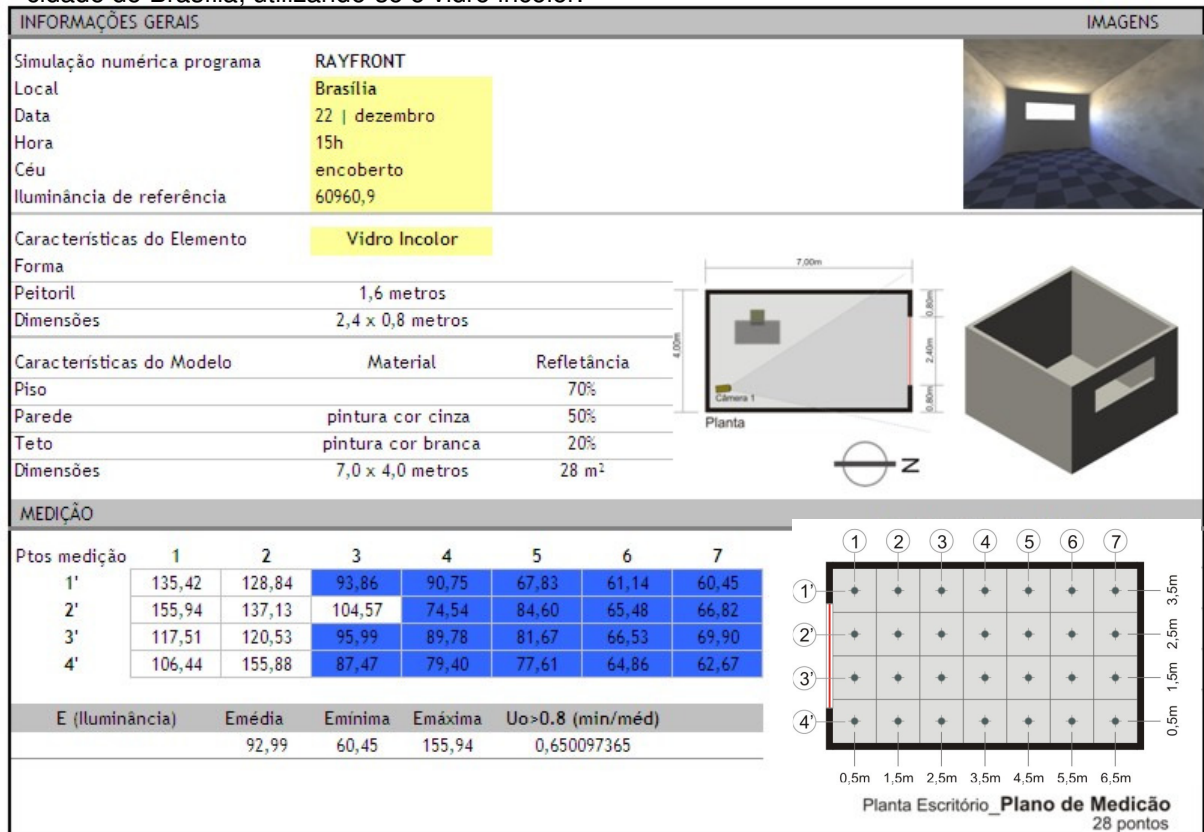 cidade de Brasília, utilizando-se o vidro incolor.
INFORMAÇÕES GERAIS IMAGENS
Simulação numérica programa RAYFRONT
Local Brasília
Data 22 | dezembro
Hora 15h
Céu encoberto
Iluminância de referência 60960,9
Características do Elemento Vidro Incolor
Forma
Peitoril 1,6 metros
Dimensões 2,4 x 0,8 metros
Características do Modelo Material Refletância
Piso 70%
Parede pintura cor cinza 50%
Teto pintura cor branca 20%
Dimensões 7,0 x 4,0 metros 28 m²
7,00m
4,00m
0,80m
2,40m
0,80m
Câmera 1
Planta
N
MEDIÇÃO
Ptos medição 1 2 3 4 5 6 7
1' 135,42 128,84 93,86 90,75 67,83 61,14 60,45
2' 155,94 137,13 104,57 74,54 84,60 65,48 66,82
3' 117,51 120,53 95,99 89,78 81,67 66,53 69,90
4' 106,44 155,88 87,47 79,40 77,61 64,86 62,67
E (Iluminância) Emédia Emínima Emáxima Uo>0.8 (min/méd)
92,99 60,45 155,94 0,650097365
1 2 3 4 5 6 7
1' 3,5m
2' 2,5m
3' 1,5m
4' 0,5m
0,5m 1,5m 2,5m 3,5m 4,5m 5,5m 6,5m
Planta Escritório_Plano de Medicão
28 pontos